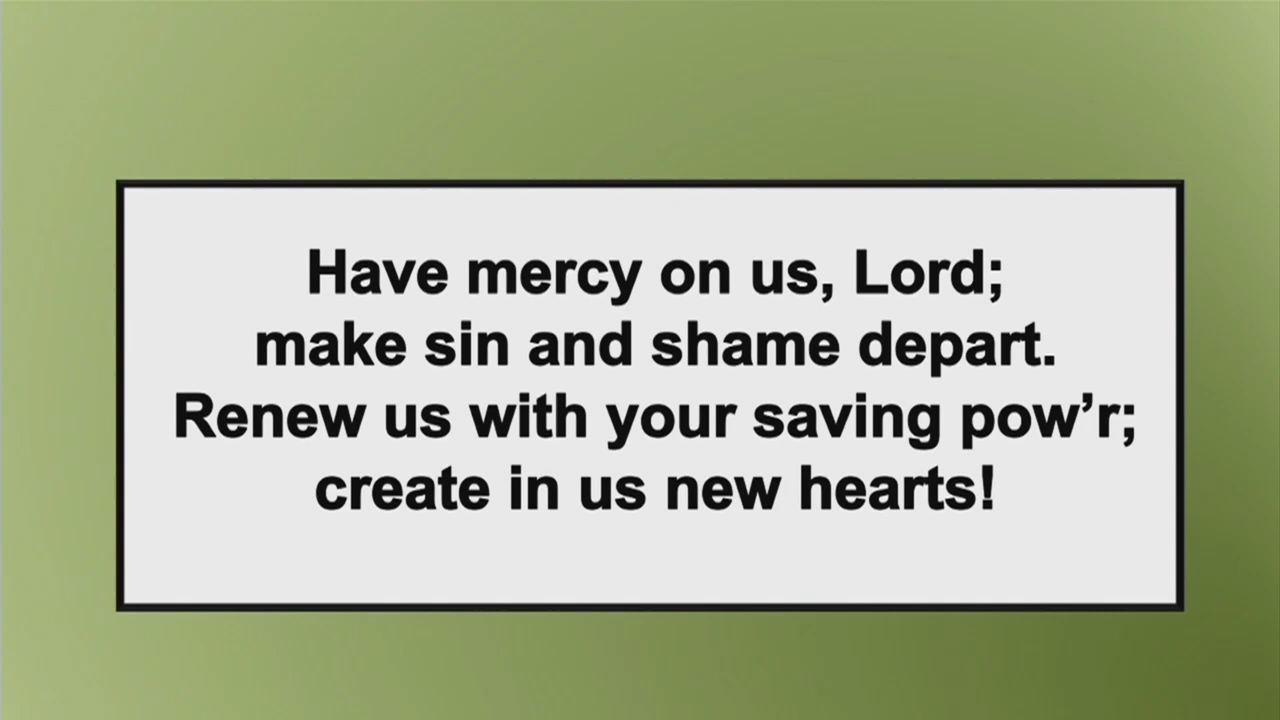 Have mercy on us, Lord;
make sin and shame depart.
Renew us with your saving pow’r;
create in us new hearts!